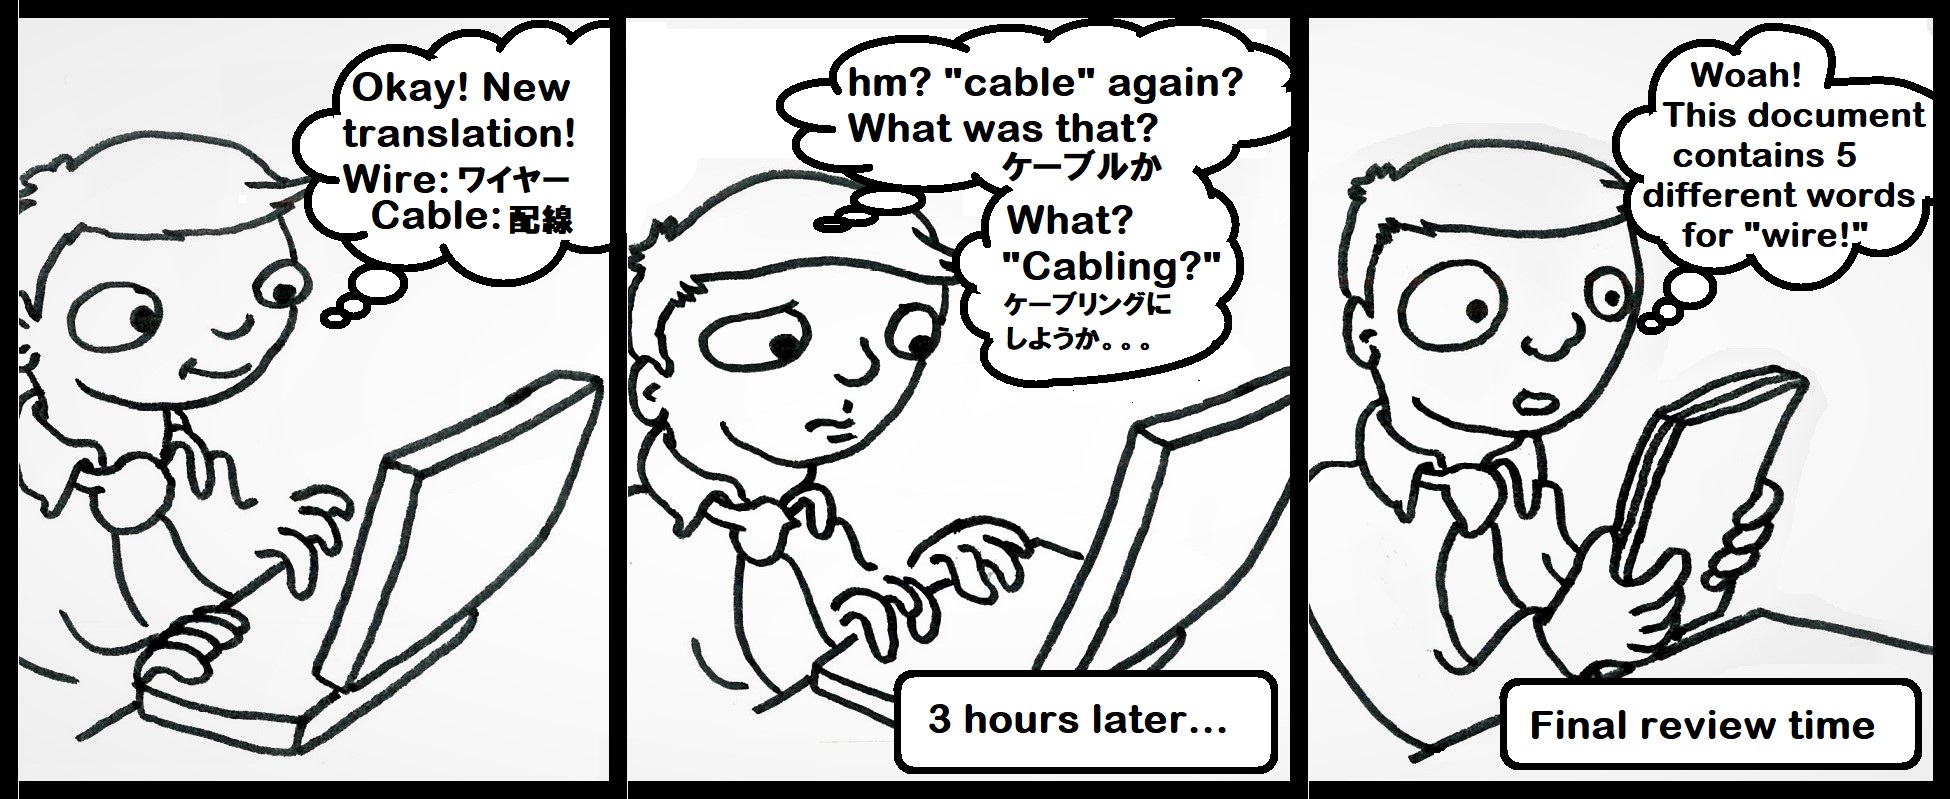 Okay! New
translation!
Wire: ワイヤー
Cable: 配線
hm? "cable" again?
What was that?
ケーブルか
What?
"Cabling?"
ケーブリングに
しようか。。。
3 hours later...
Woah!
This document
contains 5
different words
for "wire!"
Final review time